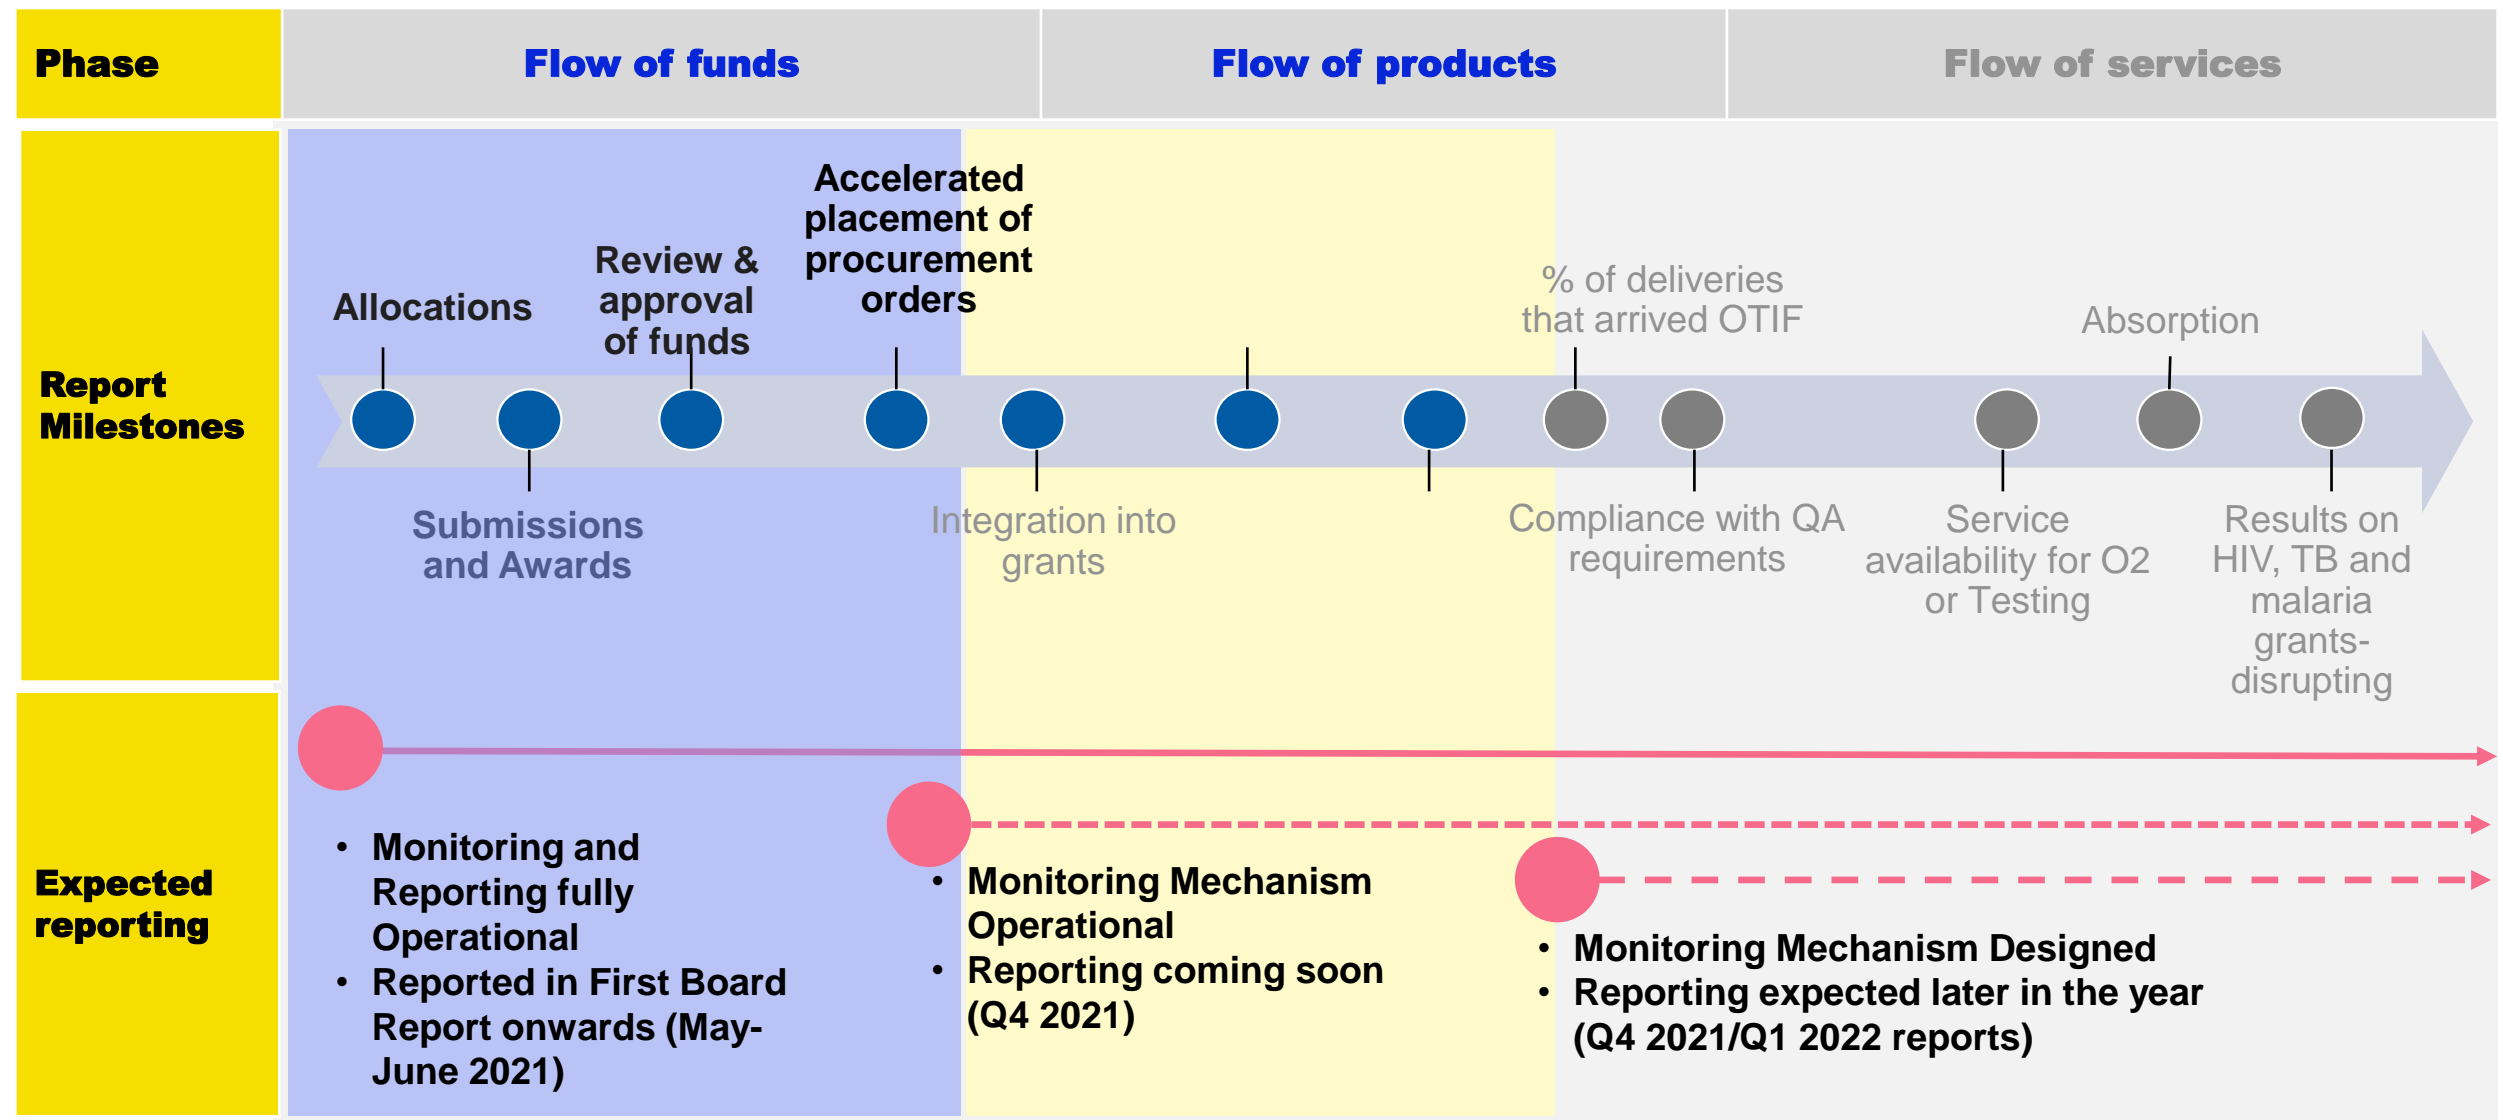 Phase
Flow of funds
Flow of products
Flow of services
Report
Milestones
Allocations
Review &
approval
of funds
Accelerated
placement of
procurement
orders
% of deliveries
that arrived OTIF
Absorption
Submissions
and Awards
Integration into
grants
Compliance with QA
requirements
Service
availability for O2
or Testing
Results on
HIV, TB and
malaria
grants-
disrupting
Expected
reporting
• Monitoring and
Reporting fully
Operational
• Reported in First Board
Report onwards (May-
June 2021)
• Monitoring Mechanism
Operational
• Reporting coming soon
(Q4 2021)
• Monitoring Mechanism Designed
• Reporting expected later in the year
(Q4 2021/Q1 2022 reports)